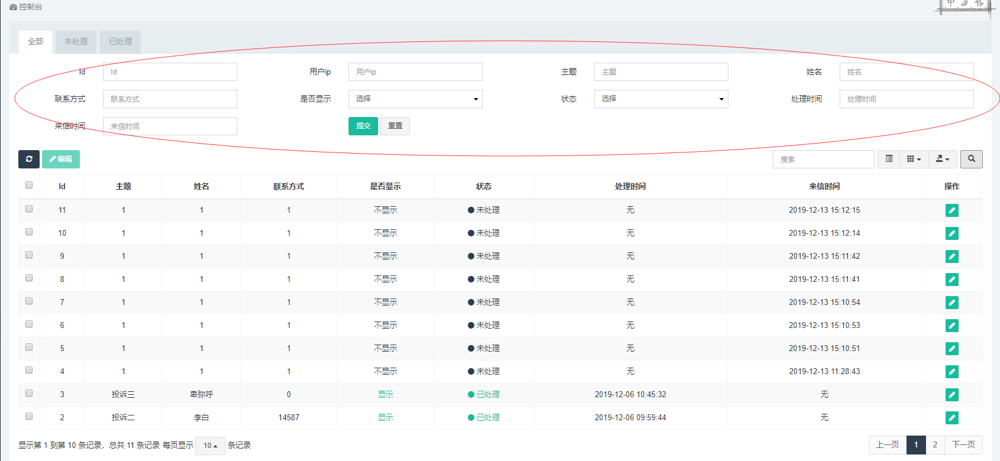 控制台
全部 未处理 已处理
Id Id 用户ip 用户ip 主题 主题 姓名 姓名
联系方式 联系方式 是否显示 选择 状态 选择 处理时间 处理时间
来信时间 来信时间 提交 重置
编辑 搜索
Id 主题 姓名 联系方式 是否显示 状态 处理时间 来信时间 操作
11 1 1 1 不显示 未处理 无 2019-12-13 15:12:15
10 1 1 1 不显示 未处理 无 2019-12-13 15:12:14
9 1 1 1 不显示 未处理 无 2019-12-13 15:11:42
8 1 1 1 不显示 未处理 无 2019-12-13 15:11:41
7 1 1 1 不显示 未处理 无 2019-12-13 15:10:54
6 1 1 1 不显示 未处理 无 2019-12-13 15:10:53
5 1 1 1 不显示 未处理 无 2019-12-13 15:10:51
4 1 1 1 不显示 未处理 无 2019-12-13 11:28:43
3 投诉三 卑弥呼 0 显示 已处理 2019-12-06 10:45:32 无
2 投诉二 李白 14587 显示 已处理 2019-12-06 09:59:44 无
显示第 1 到第 10 条记录，总共 11 条记录 每页显示 10 条记录 上一页 1 2 下一页